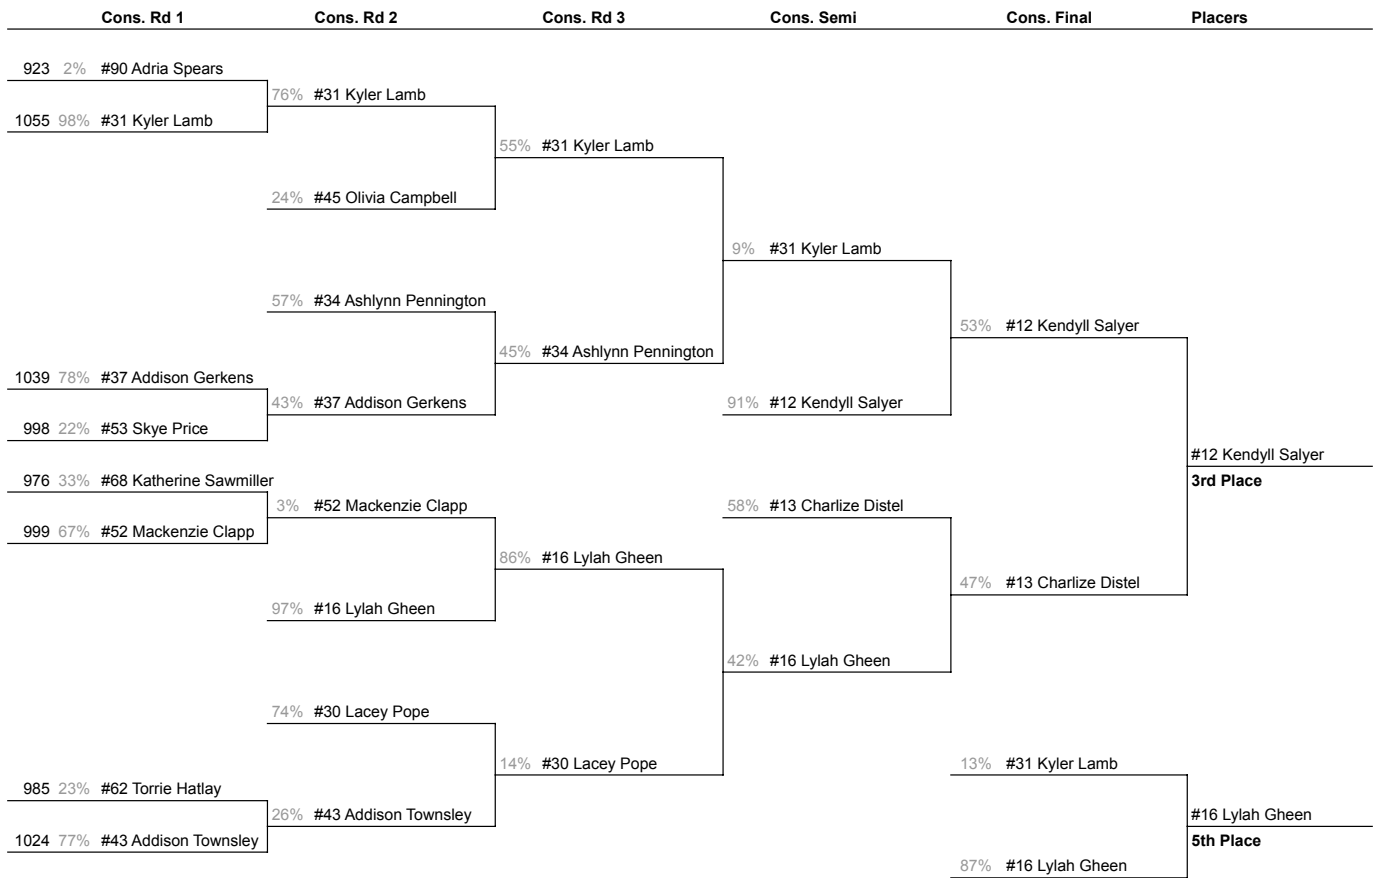 Cons. Rd 1 Cons. Rd 2 Cons. Rd 3 Cons. Semi Cons. Final Placers
923 2% #90 Adria Spears
76% #31 Kyler Lamb
1055 98% #31 Kyler Lamb
55% #31 Kyler Lamb
24% #45 Olivia Campbell
9% #31 Kyler Lamb
57% #34 Ashlynn Pennington
53% #12 Kendyll Salyer
45% #34 Ashlynn Pennington
1039 78% #37 Addison Gerkens
43% #37 Addison Gerkens
91% #12 Kendyll Salyer
998 22% #53 Skye Price
#12 Kendyll Salyer
976 33% #68 Katherine Sawmiller
3rd Place
3% #52 Mackenzie Clapp
58% #13 Charlize Distel
999 67% #52 Mackenzie Clapp
86% #16 Lylah Gheen
47% #13 Charlize Distel
97% #16 Lylah Gheen
42% #16 Lylah Gheen
74% #30 Lacey Pope
14% #30 Lacey Pope
13% #31 Kyler Lamb
985 23% #62 Torrie Hatlay
26% #43 Addison Townsley
#16 Lylah Gheen
1024 77% #43 Addison Townsley
5th Place
87% #16 Lylah Gheen